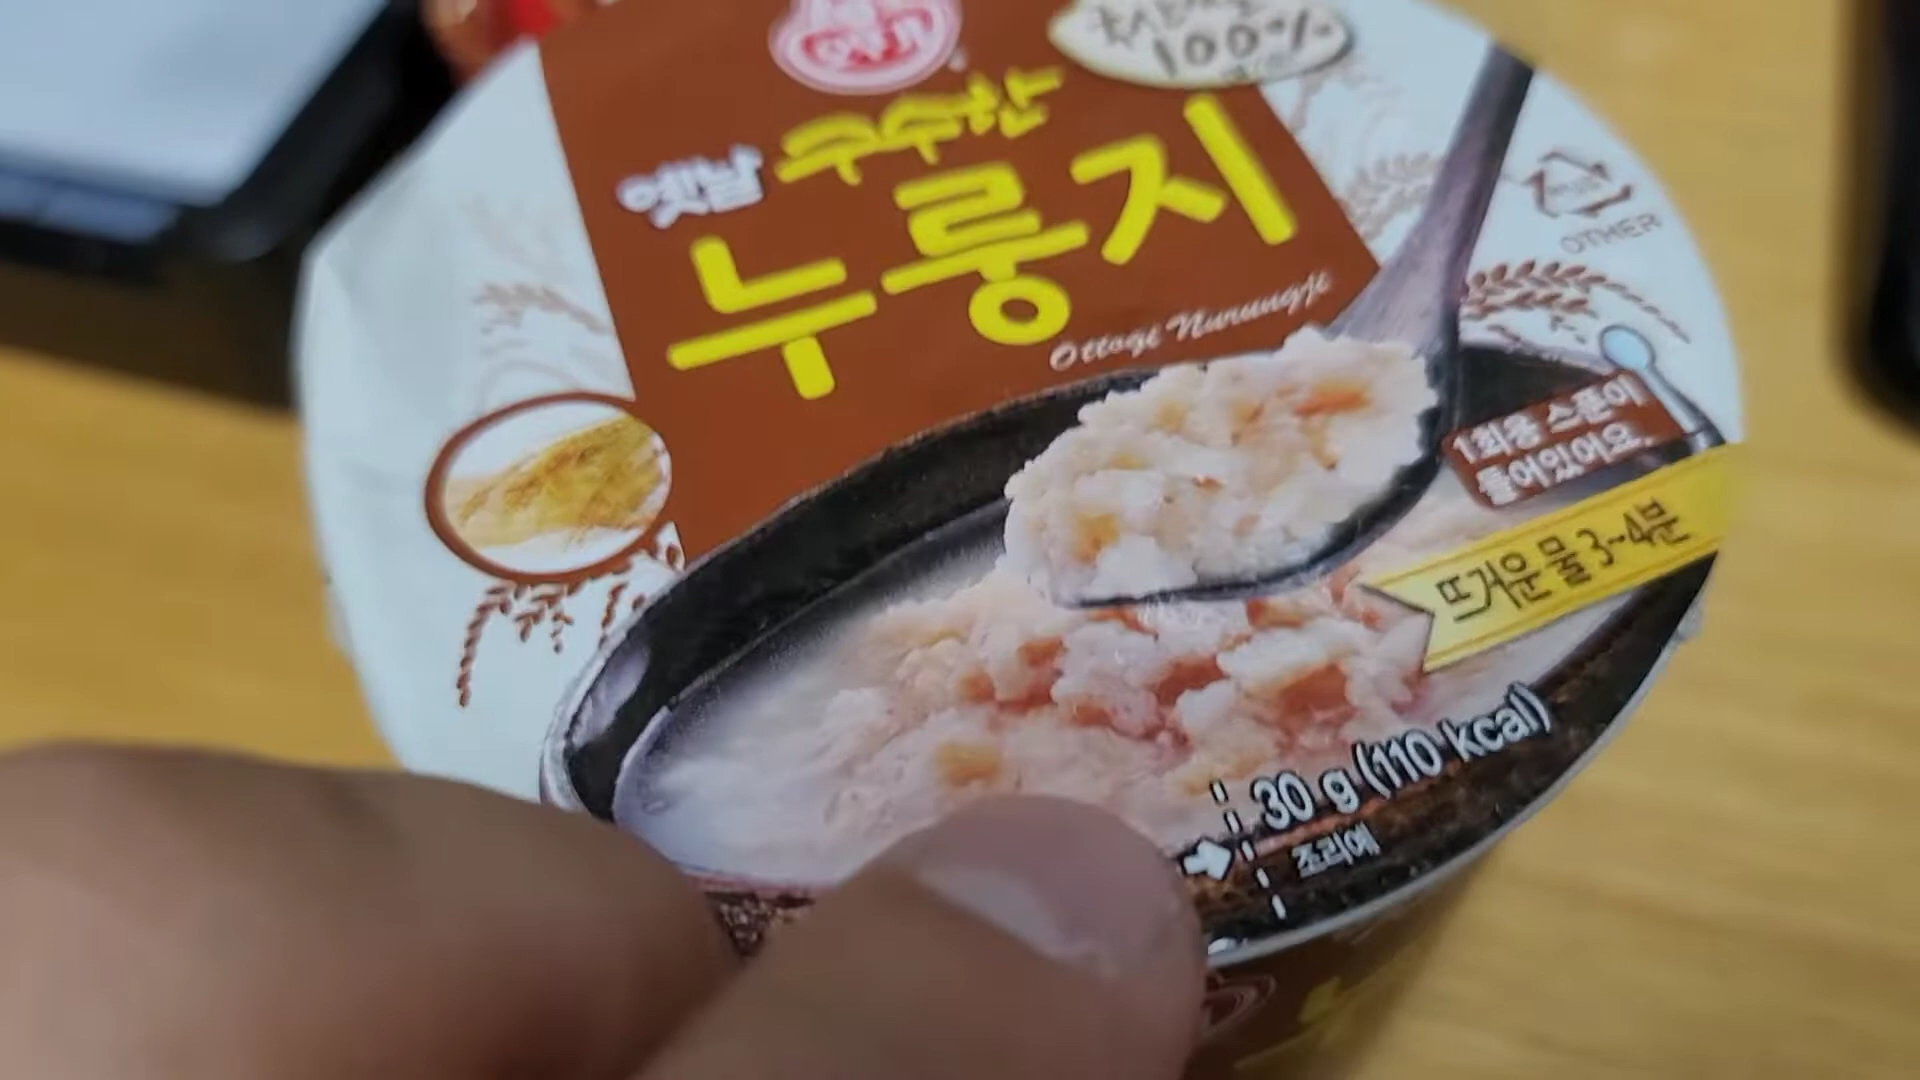 100%
옛날 구수한
누룽지
Ottogi Nurungji
OTHER
1회용 스푼이
들어있어요.
뜨거운 물 3~4분
30 g (110 kcal)
조리예